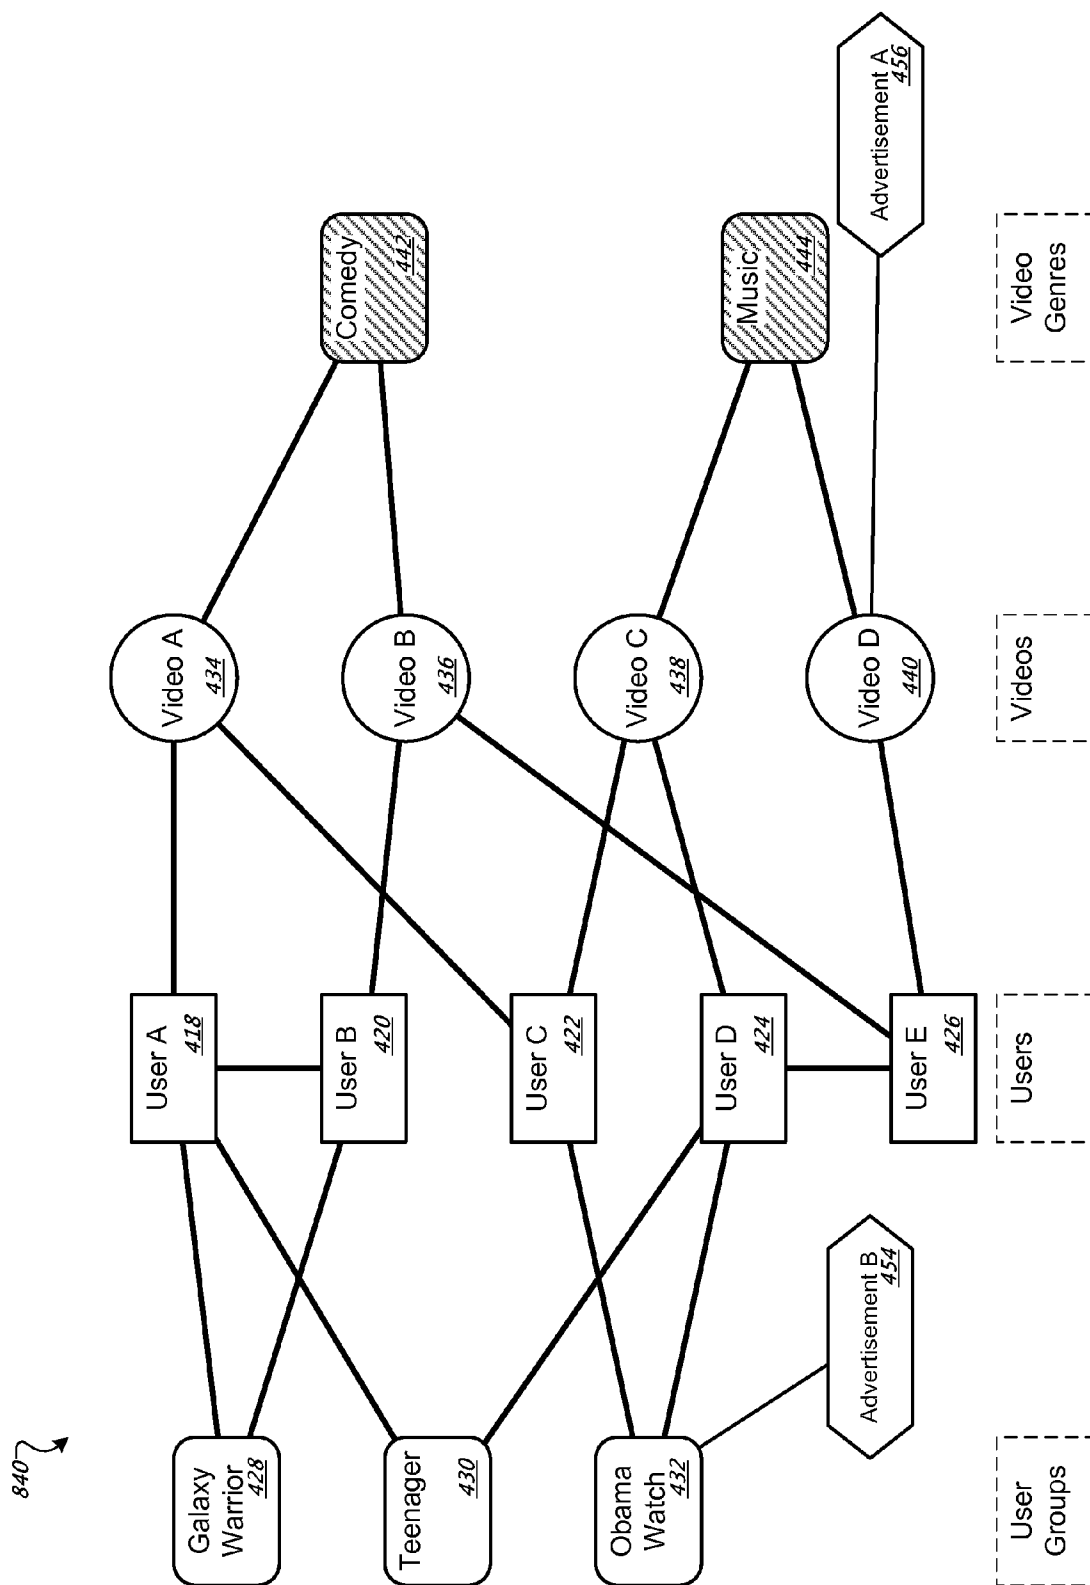 840
Galaxy
Warrior
428
Teenager
430
Obama
Watch
432
Advertisement B
454
User A
418
User B
420
User C
422
User D
424
User E
426
Video A
434
Video B
436
Video C
438
Video D
440
Comedy
442
Music
444
Advertisement A
456
User
Groups
Users
Videos
Video
Genres